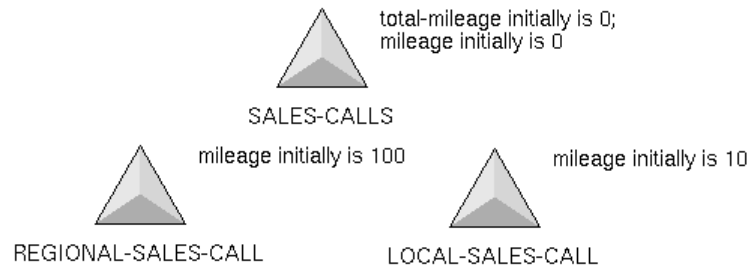 total-mileage initially is 0;
mileage initially is 0
SALES-CALLS
mileage initially is 100
mileage initially is 10
REGIONAL-SALES-CALL
LOCAL-SALES-CALL